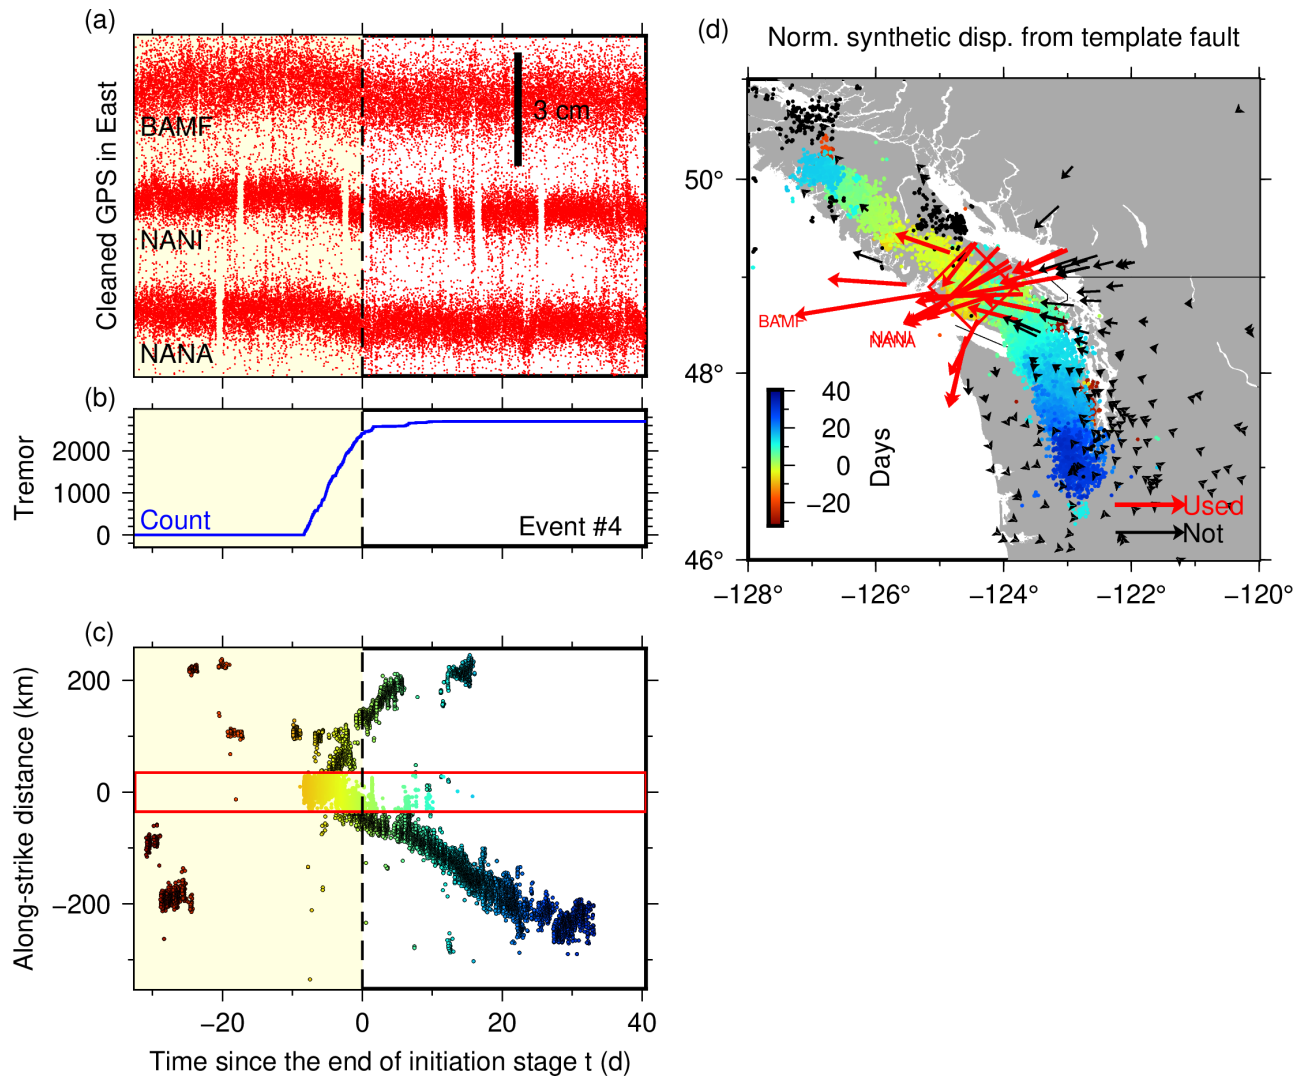 (a)
Cleaned GPS in East
BAMF
NANI
NANA
3 cm
(b)
Tremor
2000
1000
0
Count
Event #4
(c)
Along-strike distance (km)
200
0
−200
−20
0
20
40
Time since the end of initiation stage t (d)
(d)
Norm. synthetic disp. from template fault
50°
48°
46°
−128°
−126°
−124°
−122°
−120°
BAMF
NANA
40
20
0
−20
Days
Used
Not